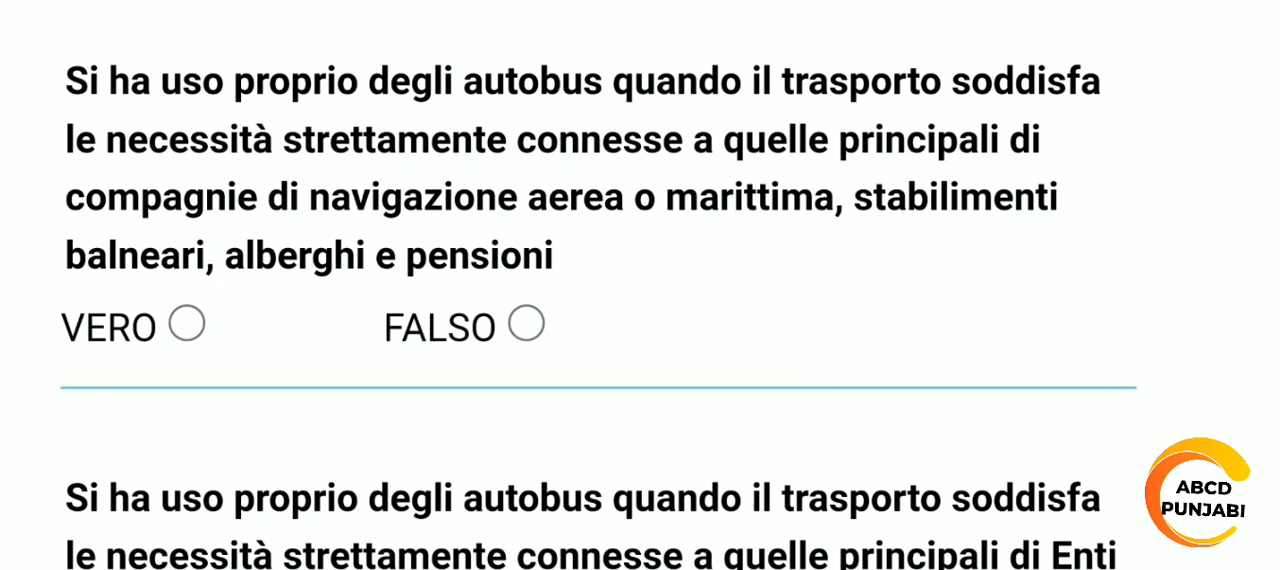 Si ha uso proprio degli autobus quando il trasporto soddisfa
le necessità strettamente connesse a quelle principali di
compagnie di navigazione aerea o marittima, stabilimenti
balneari, alberghi e pensioni
VERO FALSO
Si ha uso proprio degli autobus quando il trasporto soddisfa
le necessità strettamente connesse a quelle principali di Enti
ABCD
PUNJABI